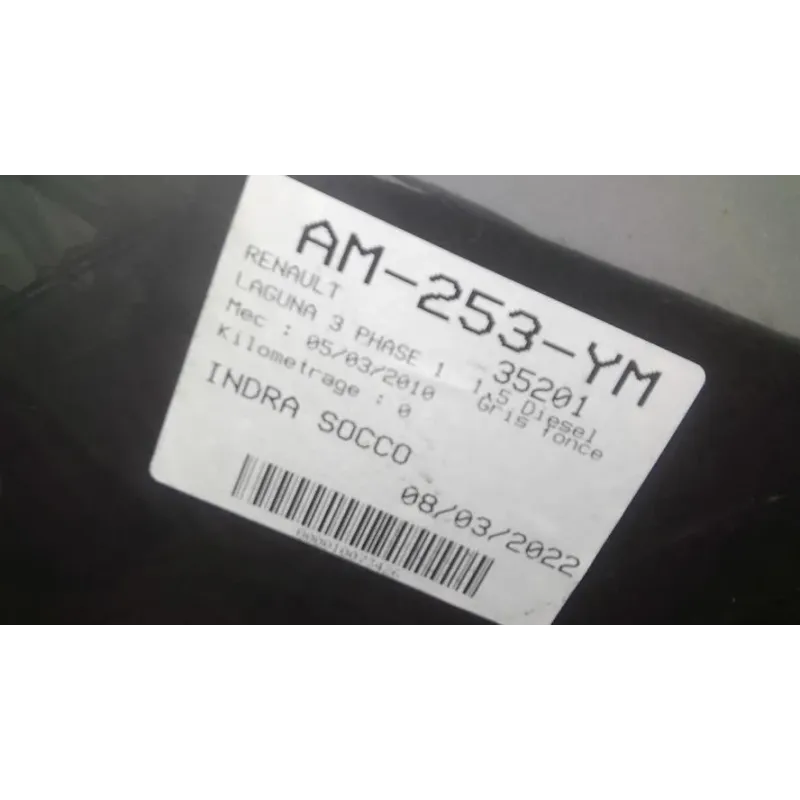 AM-253-YM
RENAULT 35201
LAGUNA 3 PHASE 1 1.5 Diesel
Mec : 05/03/2010 Gris fonce
Kilometrage : 0
INDRA SOCCO
08/03/2022